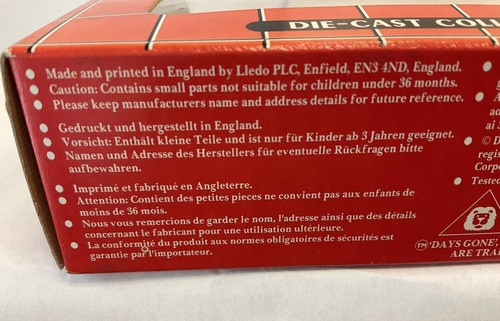 DIE-CAST
• Made and printed in England by Lledo PLC, Enfield, EN3 4ND, England.
• Caution: Contains small parts not suitable for children under 36 months.
• Please keep manufacturers name and address details for future reference.
• Gedruckt und hergestellt in England.
• Vorsicht: Enthält kleine Teile und ist nur für Kinder ab 3 Jahren geeignet.
• Namen und Adresse des Herstellers für eventuelle Rückfragen bitte
aufbewahren.
• Imprimé et fabriqué en Angleterre.
• Attention: Contient des petites pieces ne convient pas aux enfants de
moins de 36 mois.
• Nous vous remercions de garder le nom, l'adresse ainsi que des détails
concernant le fabricant pour une utilisation ultérieure.
• La conformité du produit aux normes obligatoires de sécurités est
garantie par l'importateur.
• Tested
™ 'DAYS GONE',
ARE